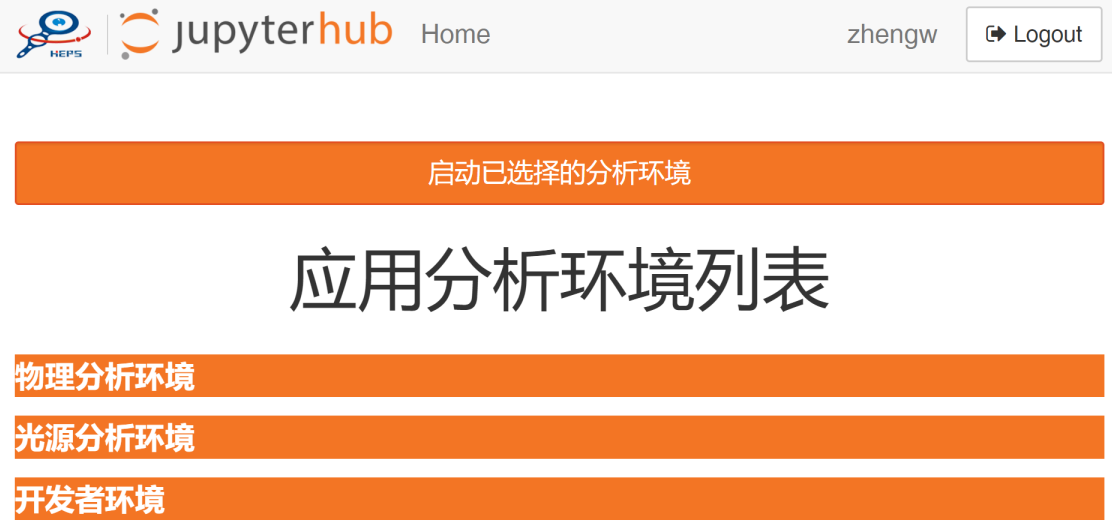 HEPS jupyterhub Home zhengw Logout
启动已选择的分析环境
应用分析环境列表
物理分析环境
光源分析环境
开发者环境